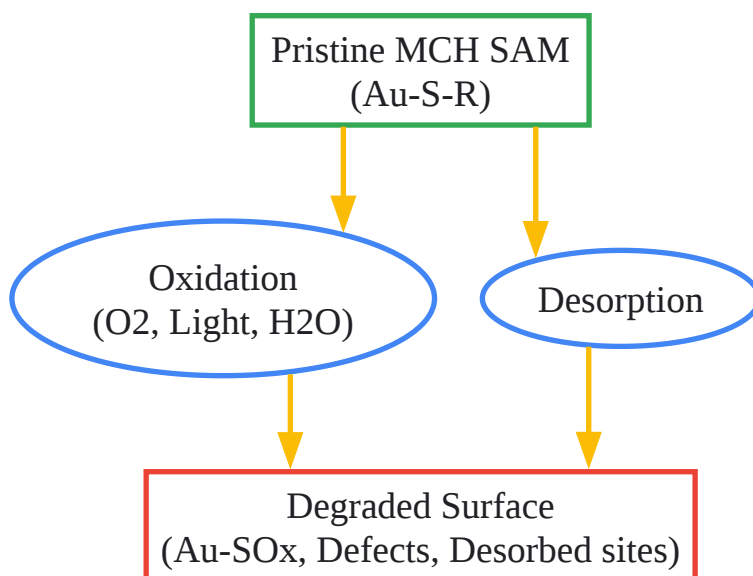 Pristine MCH SAM
(Au-S-R)
Oxidation
(O2, Light, H2O)
Desorption
Degraded Surface
(Au-SOx, Defects, Desorbed sites)